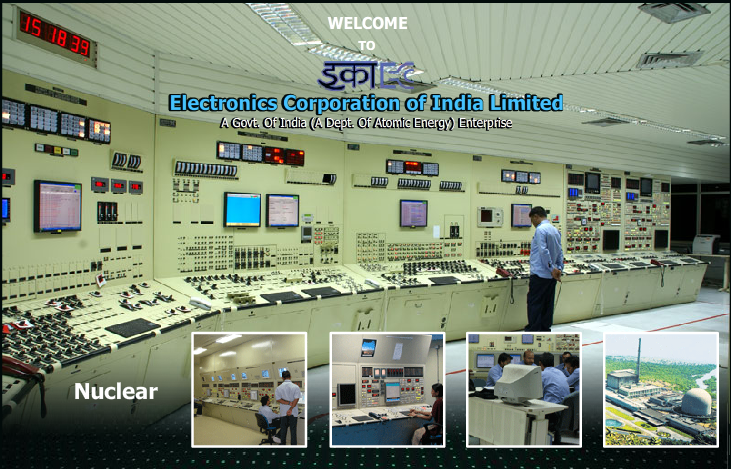 15 18 39
WELCOME
TO
इकाEC
Electronics Corporation of India Limited
A Govt. Of India (A Dept. Of Atomic Energy) Enterprise
Nuclear